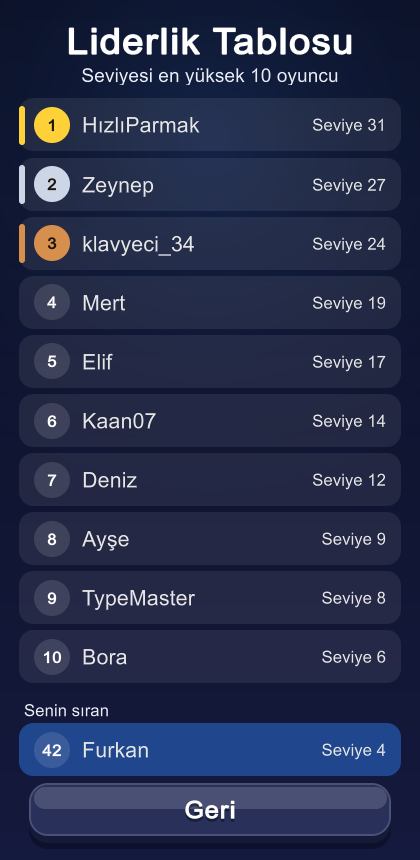 Liderlik Tablosu
Seviyesi en yüksek 10 oyuncu
1 HızlıParmak Seviye 31
2 Zeynep Seviye 27
3 klavyeci_34 Seviye 24
4 Mert Seviye 19
5 Elif Seviye 17
6 Kaan07 Seviye 14
7 Deniz Seviye 12
8 Ayşe Seviye 9
9 TypeMaster Seviye 8
10 Bora Seviye 6
Senin sıran
42 Furkan Seviye 4
Geri